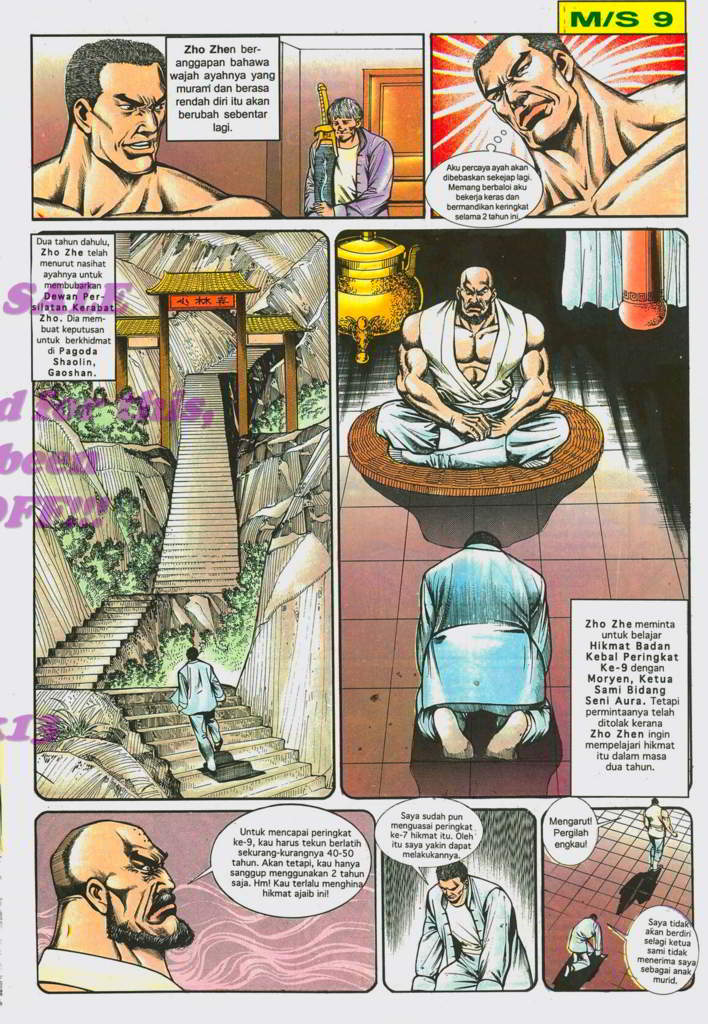 M/S 9
Zho Zhen ber-
anggapan bahawa
wajah ayahnya yang
muram dan berasa
rendah diri itu akan
berubah sebentar
lagi.
Aku percaya ayah akan
dibebaskan sekejap lagi.
Memang berbaloi aku
bekerja keras dan
bermandikan keringkat
selama 2 tahun ini.
Dua tahun dahulu,
Zho Zhe telah
menurut nasihat
ayahnya untuk
membubarkan
Dewan Per-
silatan Kerabat
Zho. Dia mem-
buat keputusan
untuk berkhidmat
di Pagoda
Shaolin,
Gaoshan.
d for this,
been
OFF!!!
13
Zho Zhe meminta
untuk belajar
Hikmat Badan
Kebal Peringkat
Ke-9 dengan
Moryen, Ketua
Sami Bidang
Seni Aura. Tetapi
permintaanya telah
ditolak kerana
Zho Zhen ingin
mempelajari hikmat
itu dalam masa
dua tahun.
Untuk mencapai peringkat
ke-9, kau harus tekun berlatih
sekurang-kurangnya 40-50
tahun. Akan tetapi, kau hanya
sanggup menggunakan 2 tahun
saja. Hm! Kau terlalu menghina
hikmat ajaib ini!
Saya sudah pun
menguasai peringkat
ke-7 hikmat itu. Oleh
itu saya yakin dapat
melakukannya.
Mengarut!
Pergilah
engkau!
Saya tidak
akan berdiri
selagi ketua
sami tidak
menerima saya
sebagai anak
murid.